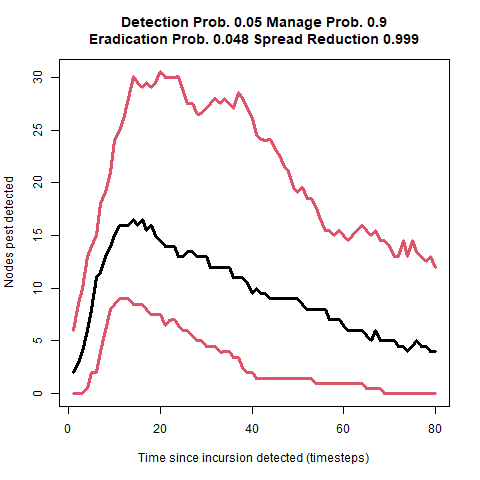 Detection Prob. 0.05 Manage Prob. 0.9
Eradication Prob. 0.048 Spread Reduction 0.999
Nodes pest detected
30
25
20
15
10
5
0
0 20 40 60 80
Time since incursion detected (timesteps)